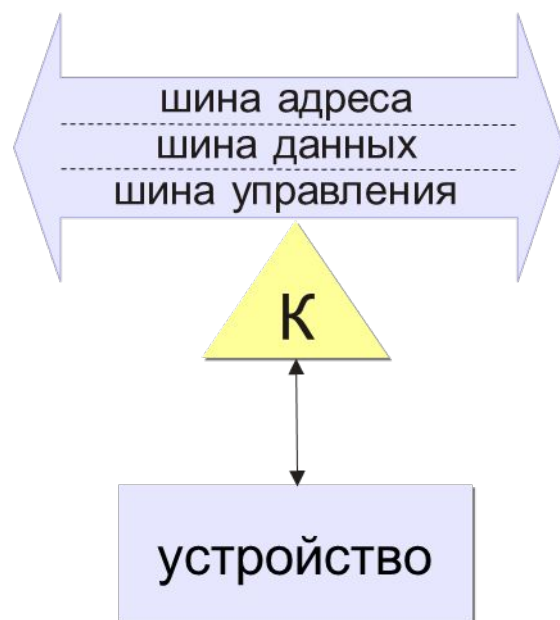 шина адреса
шина данных
шина управления
К
устройство